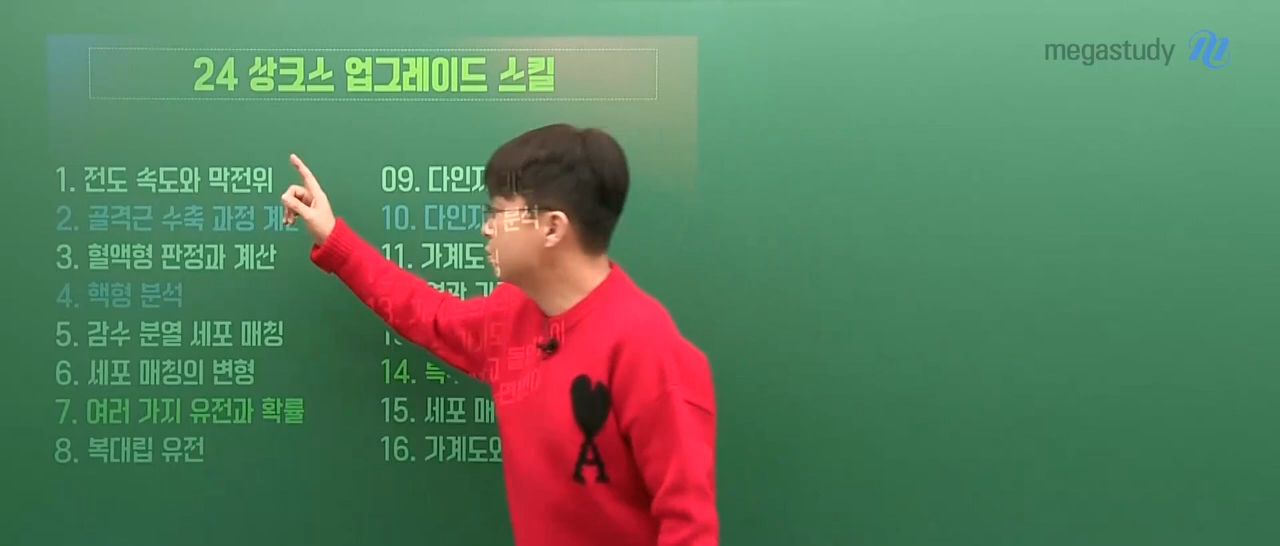 megastudy
24 상크스 업그레이드 스킬
1. 전도 속도와 막전위
2. 골격근 수축 과정
3. 혈액형 판정과 계산
4. 핵형 분석
5. 감수 분열 세포 매칭
6. 세포 매칭의 변형
7. 여러 가지 유전과 확률
8. 복대립 유전
09. 다인자
10. 다인자 분석
11. 가계도
14.
15. 세포
16. 가계도와